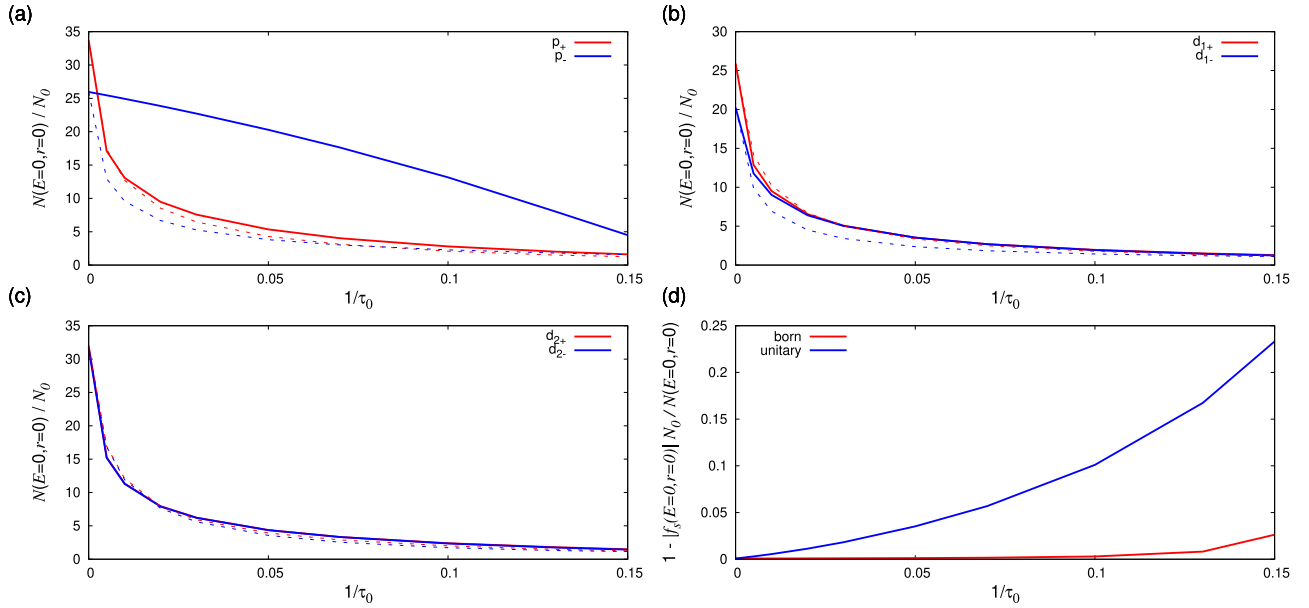 (a)
N(E=0,r=0) / N₀
35
30
25
20
15
10
5
0
p₊
p₋
0
0.05
0.1
0.15
1/τ₀
(b)
N(E=0,r=0) / N₀
30
25
20
15
10
5
0
d₁₊
d₁₋
0
0.05
0.1
0.15
1/τ₀
(c)
N(E=0,r=0) / N₀
35
30
25
20
15
10
5
0
d₂₊
d₂₋
0
0.05
0.1
0.15
1/τ₀
(d)
1 - |fₛ(E=0,r=0)| N₀ / N(E=0,r=0)
0.25
0.2
0.15
0.1
0.05
0
born
unitary
0
0.05
0.1
0.15
1/τ₀